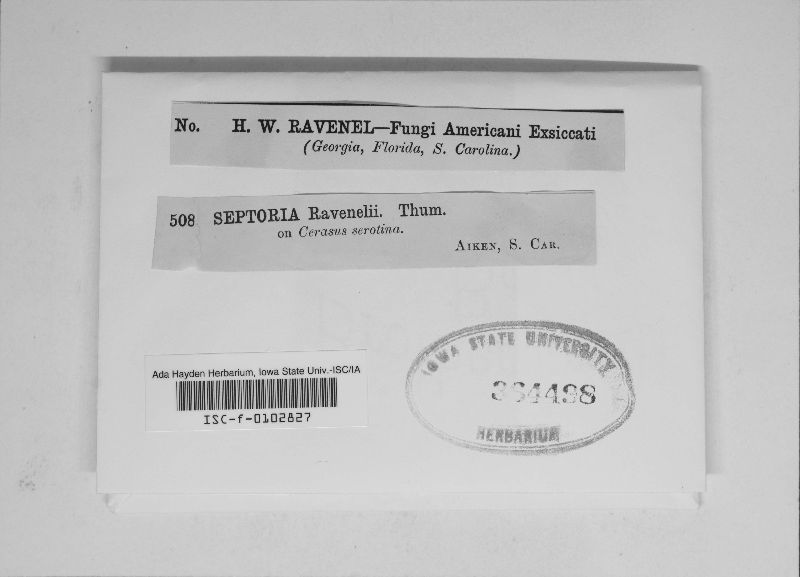 No. H. W. RAVENEL—Fungi Americani Exsiccati
(Georgia, Florida, S. Carolina.)
508 SEPTORIA Ravenelii. Thum.
on Cerasus serotina.
AIKEN, S. CAR.
Ada Hayden Herbarium, Iowa State Univ.-ISC/IA
ISC-f-0102827
IOWA STATE UNIVERSITY
384498
HERBARIUM